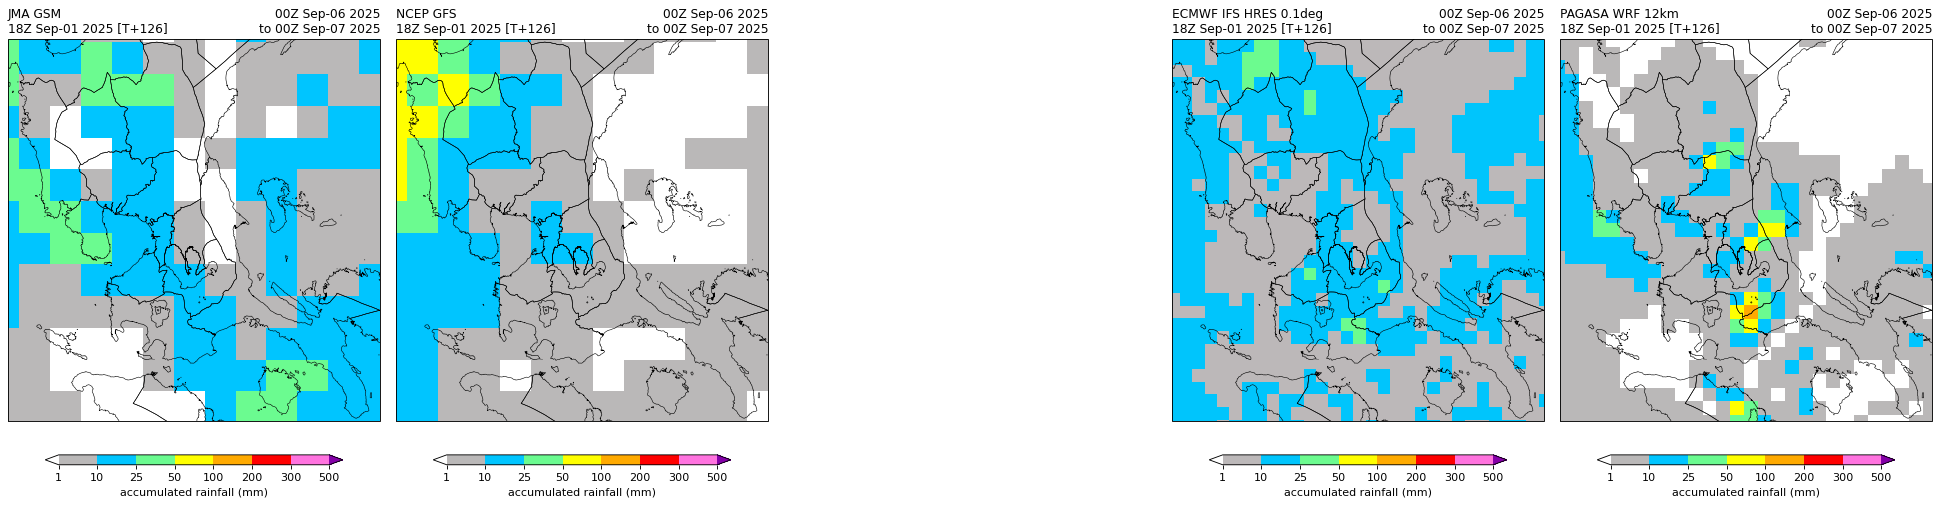 JMA GSM 00Z Sep-06 2025
18Z Sep-01 2025 [T+126] to 00Z Sep-07 2025
1 10 25 50 100 200 300 500
accumulated rainfall (mm)
NCEP GFS 00Z Sep-06 2025
18Z Sep-01 2025 [T+126] to 00Z Sep-07 2025
1 10 25 50 100 200 300 500
accumulated rainfall (mm)
ECMWF IFS HRES 0.1deg 00Z Sep-06 2025
18Z Sep-01 2025 [T+126] to 00Z Sep-07 2025
1 10 25 50 100 200 300 500
accumulated rainfall (mm)
PAGASA WRF 12km 00Z Sep-06 2025
18Z Sep-01 2025 [T+126] to 00Z Sep-07 2025
1 10 25 50 100 200 300 500
accumulated rainfall (mm)